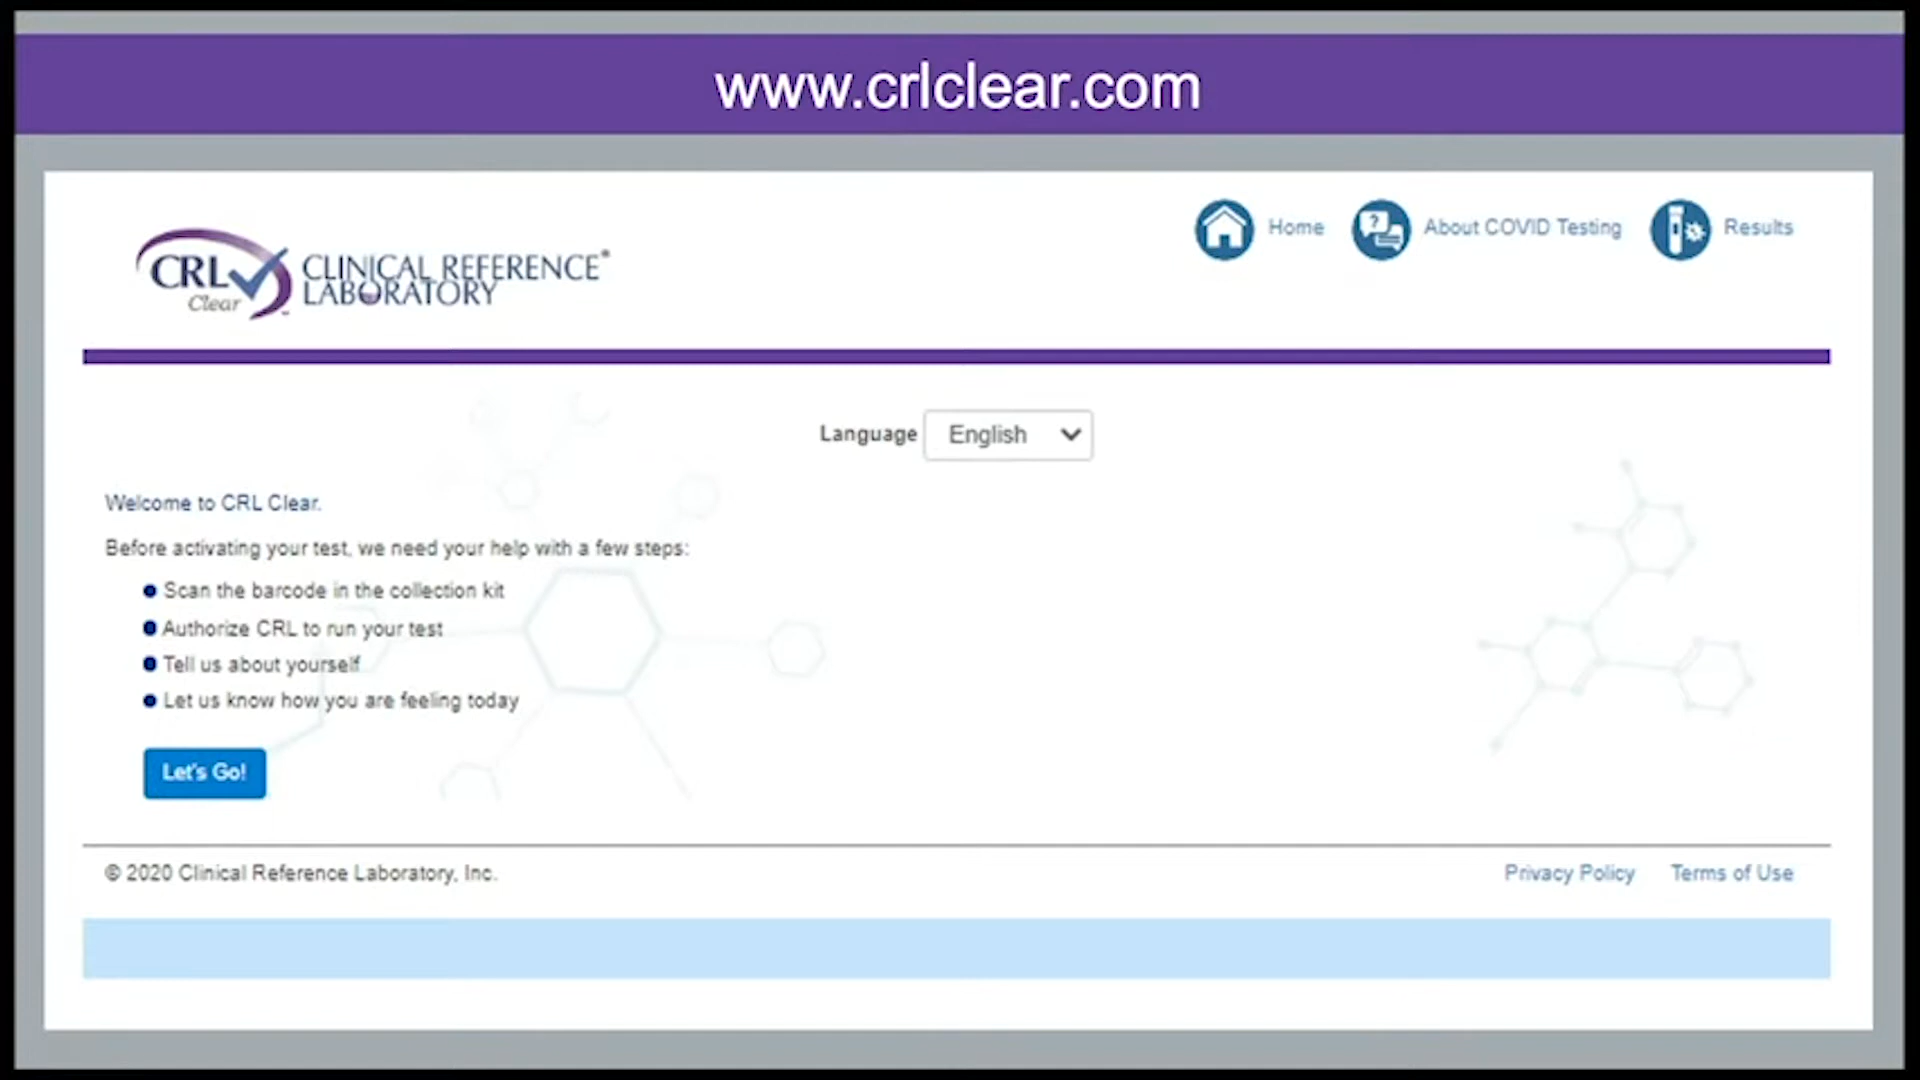 www.crlclear.com
Home
About COVID Testing
Results
CRL
Clear
CLINICAL REFERENCE®
LABORATORY
Language English
Welcome to CRL Clear.
Before activating your test, we need your help with a few steps:
Scan the barcode in the collection kit
Authorize CRL to run your test
Tell us about yourself
Let us know how you are feeling today
Let's Go!
© 2020 Clinical Reference Laboratory, Inc.
Privacy Policy
Terms of Use